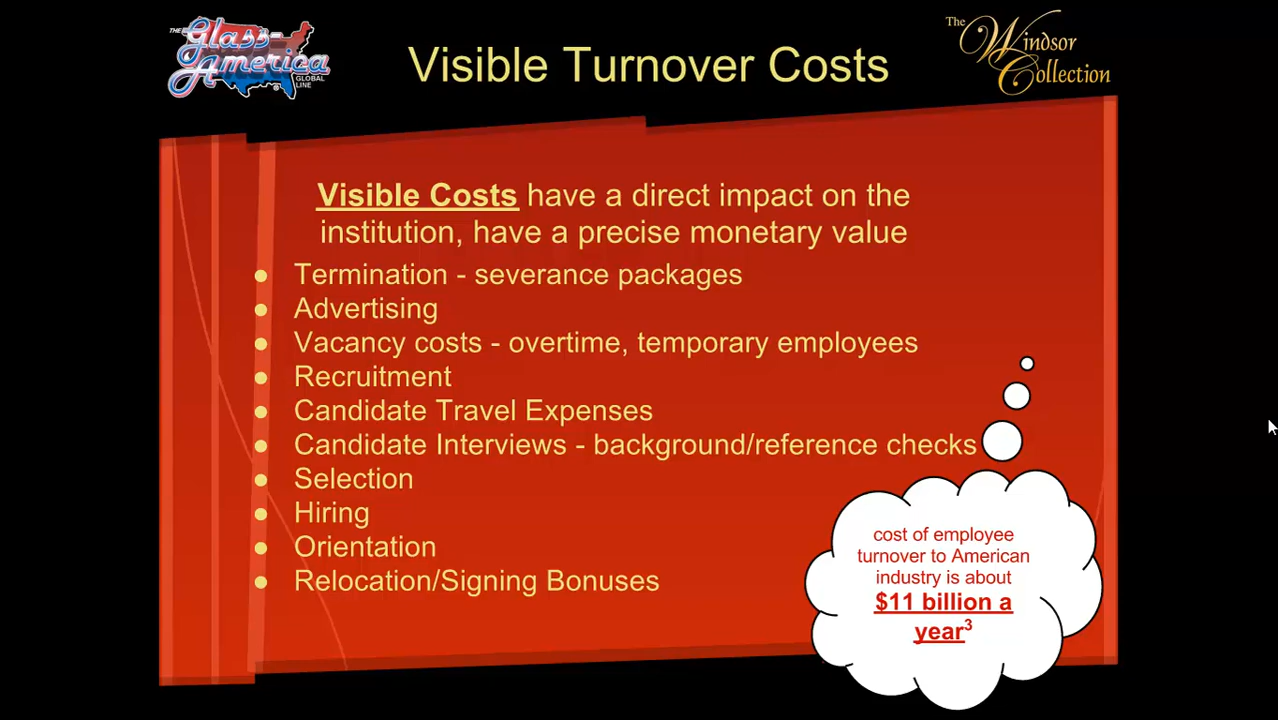 THE
Glass-
America
GLOBAL
LINE
®
Visible Turnover Costs
The
Windsor
Collection
Visible Costs have a direct impact on the
institution, have a precise monetary value
● Termination - severance packages
● Advertising
● Vacancy costs - overtime, temporary employees
● Recruitment
● Candidate Travel Expenses
● Candidate Interviews - background/reference checks
● Selection
● Hiring
● Orientation
● Relocation/Signing Bonuses
cost of employee
turnover to American
industry is about
$11 billion a
year³